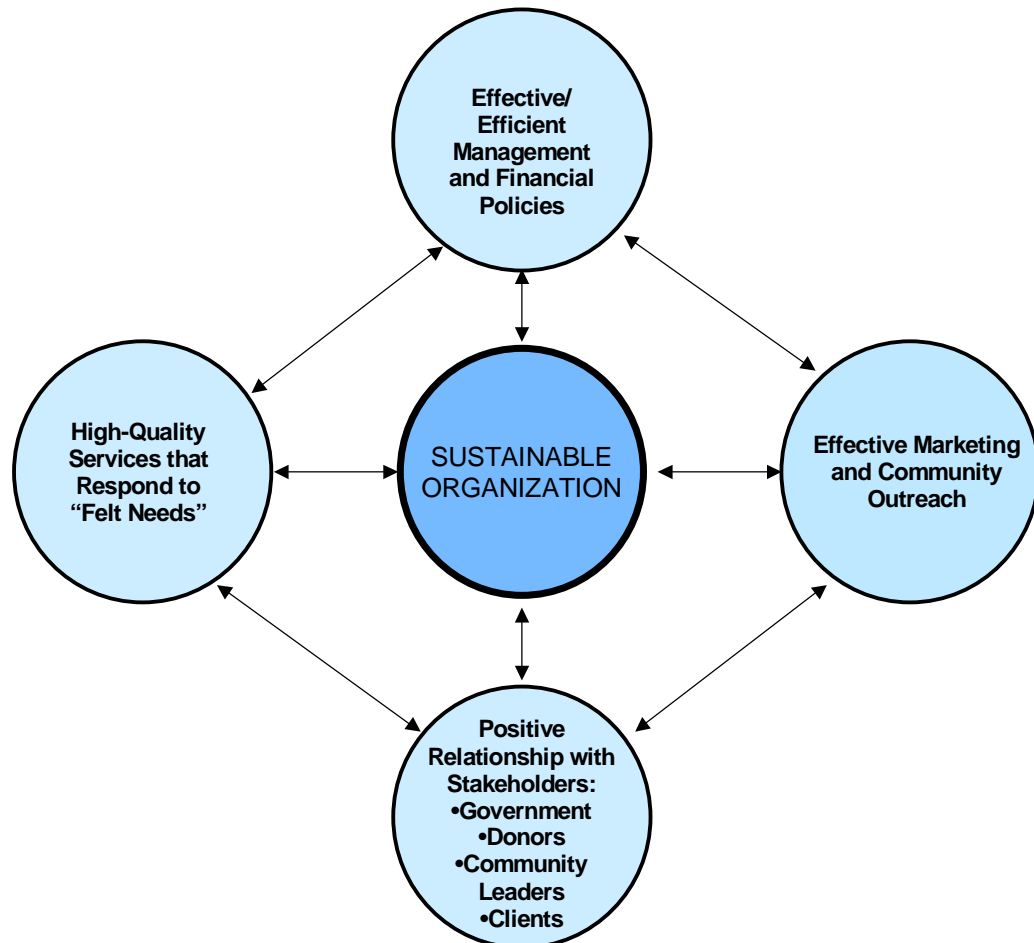 Effective/
Efficient
Management
and Financial
Policies
High-Quality
Services that
Respond to
“Felt Needs”
SUSTAINABLE
ORGANIZATION
Effective Marketing
and Community
Outreach
Positive
Relationship with
Stakeholders:
•Government
•Donors
•Community
Leaders
•Clients